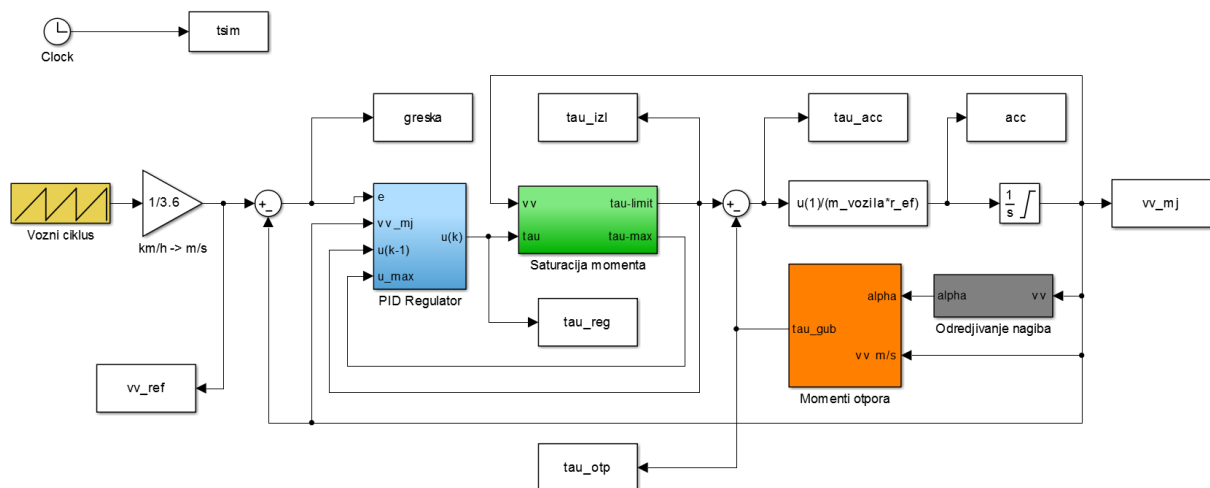 tsim
Clock
greska
tau_izl
tau_acc
acc
Vozni ciklus
1/3.6
km/h -> m/s
+
−
e
vv_mj
u(k-1)
u_max
u(k)
PID Regulator
vv
tau
tau-limit
tau-max
Saturacija momenta
+
−
u(1)/(m_vozila*r_ef)
1
s
vv_mj
tau_reg
alpha
vv m/s
tau_gub
Momenti otpora
alpha
vv
Odredjivanje nagiba
vv_ref
tau_otp